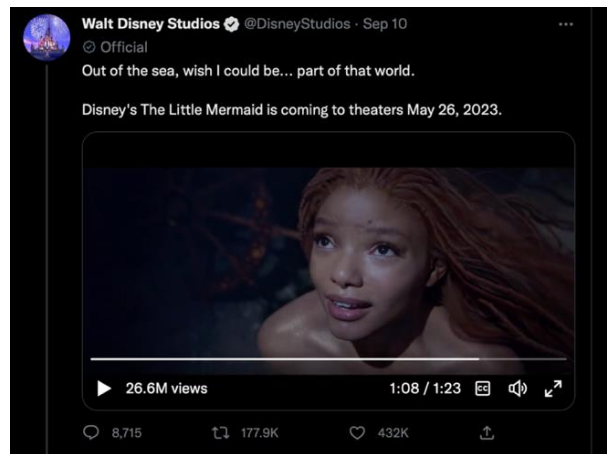 Walt Disney Studios @DisneyStudios · Sep 10
Official
Out of the sea, wish I could be... part of that world.
Disney's The Little Mermaid is coming to theaters May 26, 2023.
26.6M views 1:08 / 1:23 CC
8,715 177.9K 432K